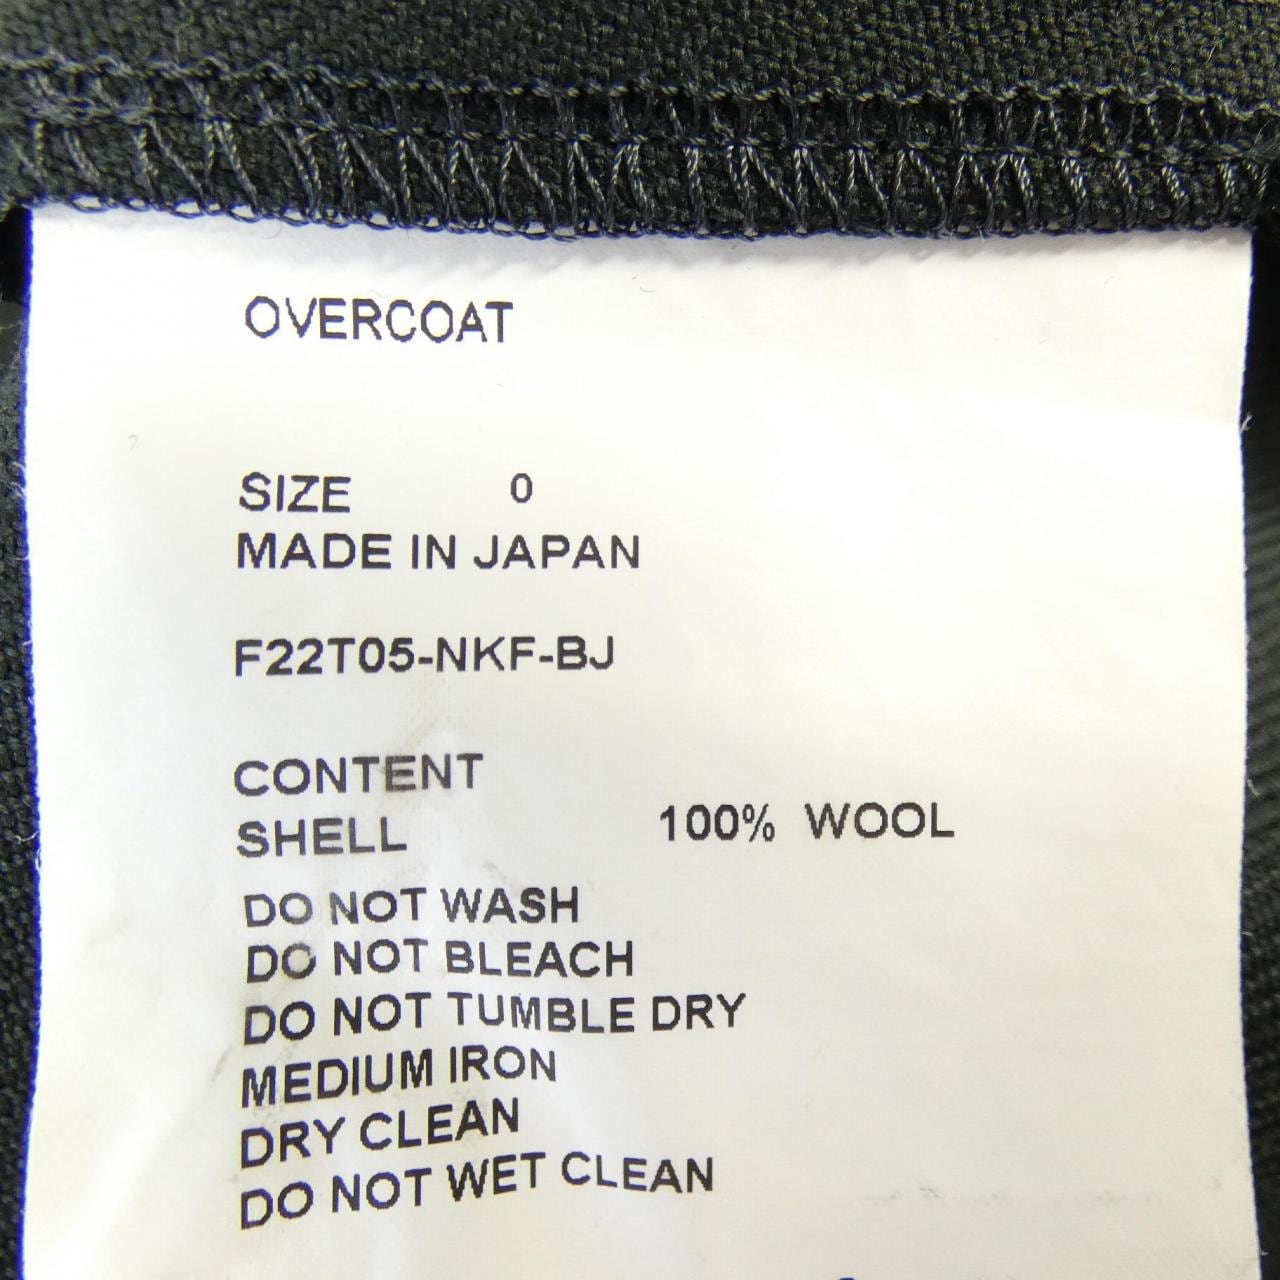 OVERCOAT
SIZE 0
MADE IN JAPAN
F22T05-NKF-BJ
CONTENT
SHELL 100% WOOL
DO NOT WASH
DO NOT BLEACH
DO NOT TUMBLE DRY
MEDIUM IRON
DRY CLEAN
DO NOT WET CLEAN